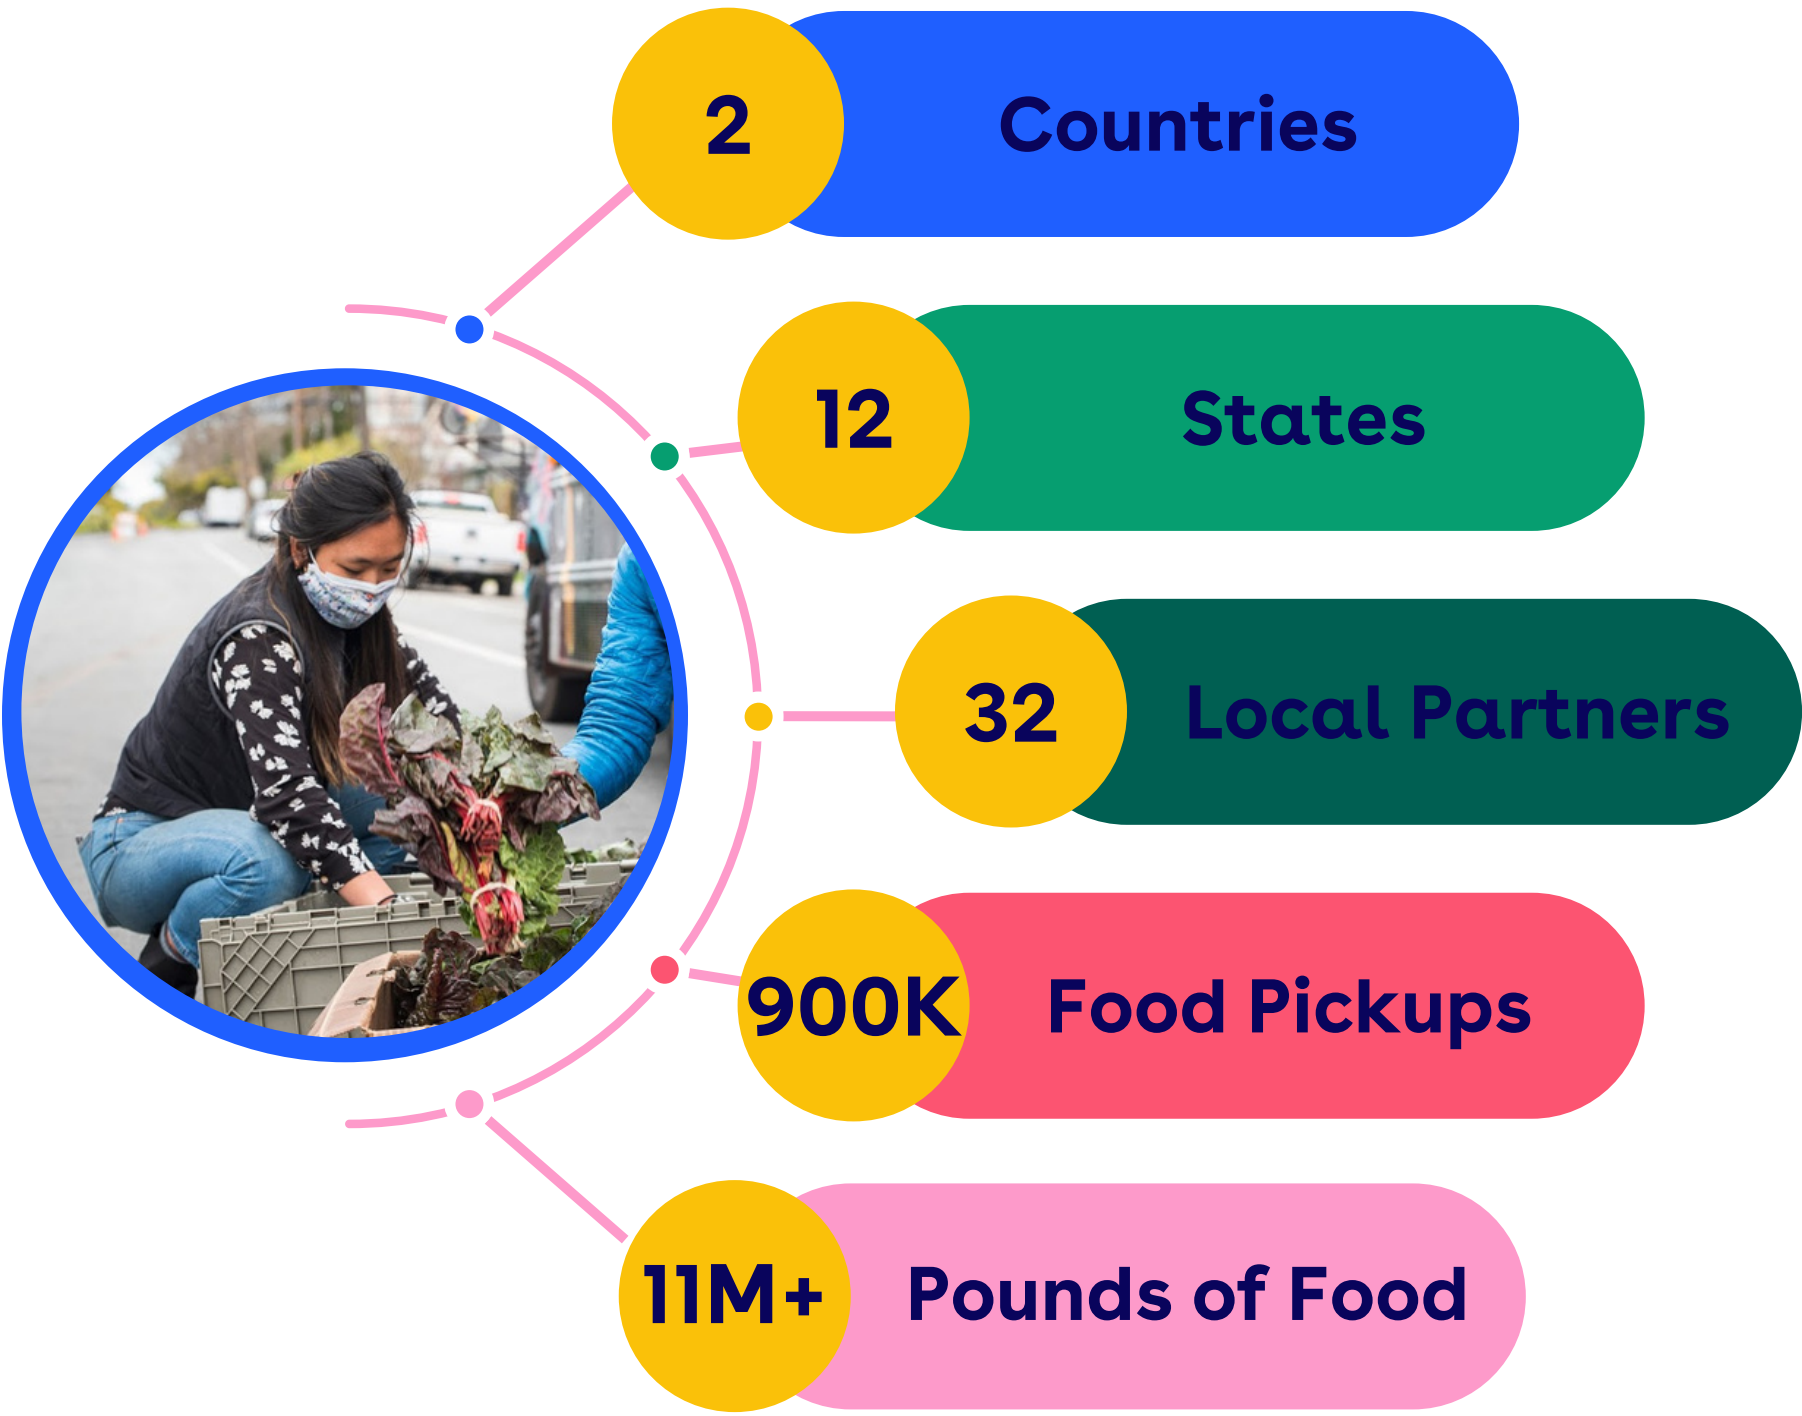 2 Countries
12 States
32 Local Partners
900K Food Pickups
11M+ Pounds of Food